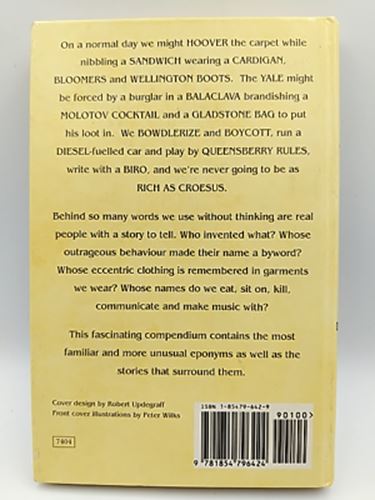 On a normal day we might HOOVER the carpet while
nibbling a SANDWICH wearing a CARDIGAN,
BLOOMERS and WELLINGTON BOOTS. The YALE might
be forced by a burglar in a BALACLAVA brandishing a
MOLOTOV COCKTAIL and a GLADSTONE BAG to put
his loot in. We BOWDLERIZE and BOYCOTT, run a
DIESEL-fuelled car and play by QUEENSBERRY RULES,
write with a BIRO, and we're never going to be as
RICH AS CROESUS.
Behind so many words we use without thinking are real
people with a story to tell. Who invented what? Whose
outrageous behaviour made their name a byword?
Whose eccentric clothing is remembered in garments
we wear? Whose names do we eat, sit on, kill,
communicate and make music with?
This fascinating compendium contains the most
familiar and more unusual eponyms as well as the
stories that surround them.
Cover design by Robert Updegraff
Front cover illustrations by Peter Wilks
7404
ISBN 1-85479-642-9
90100>
9 781854 796424